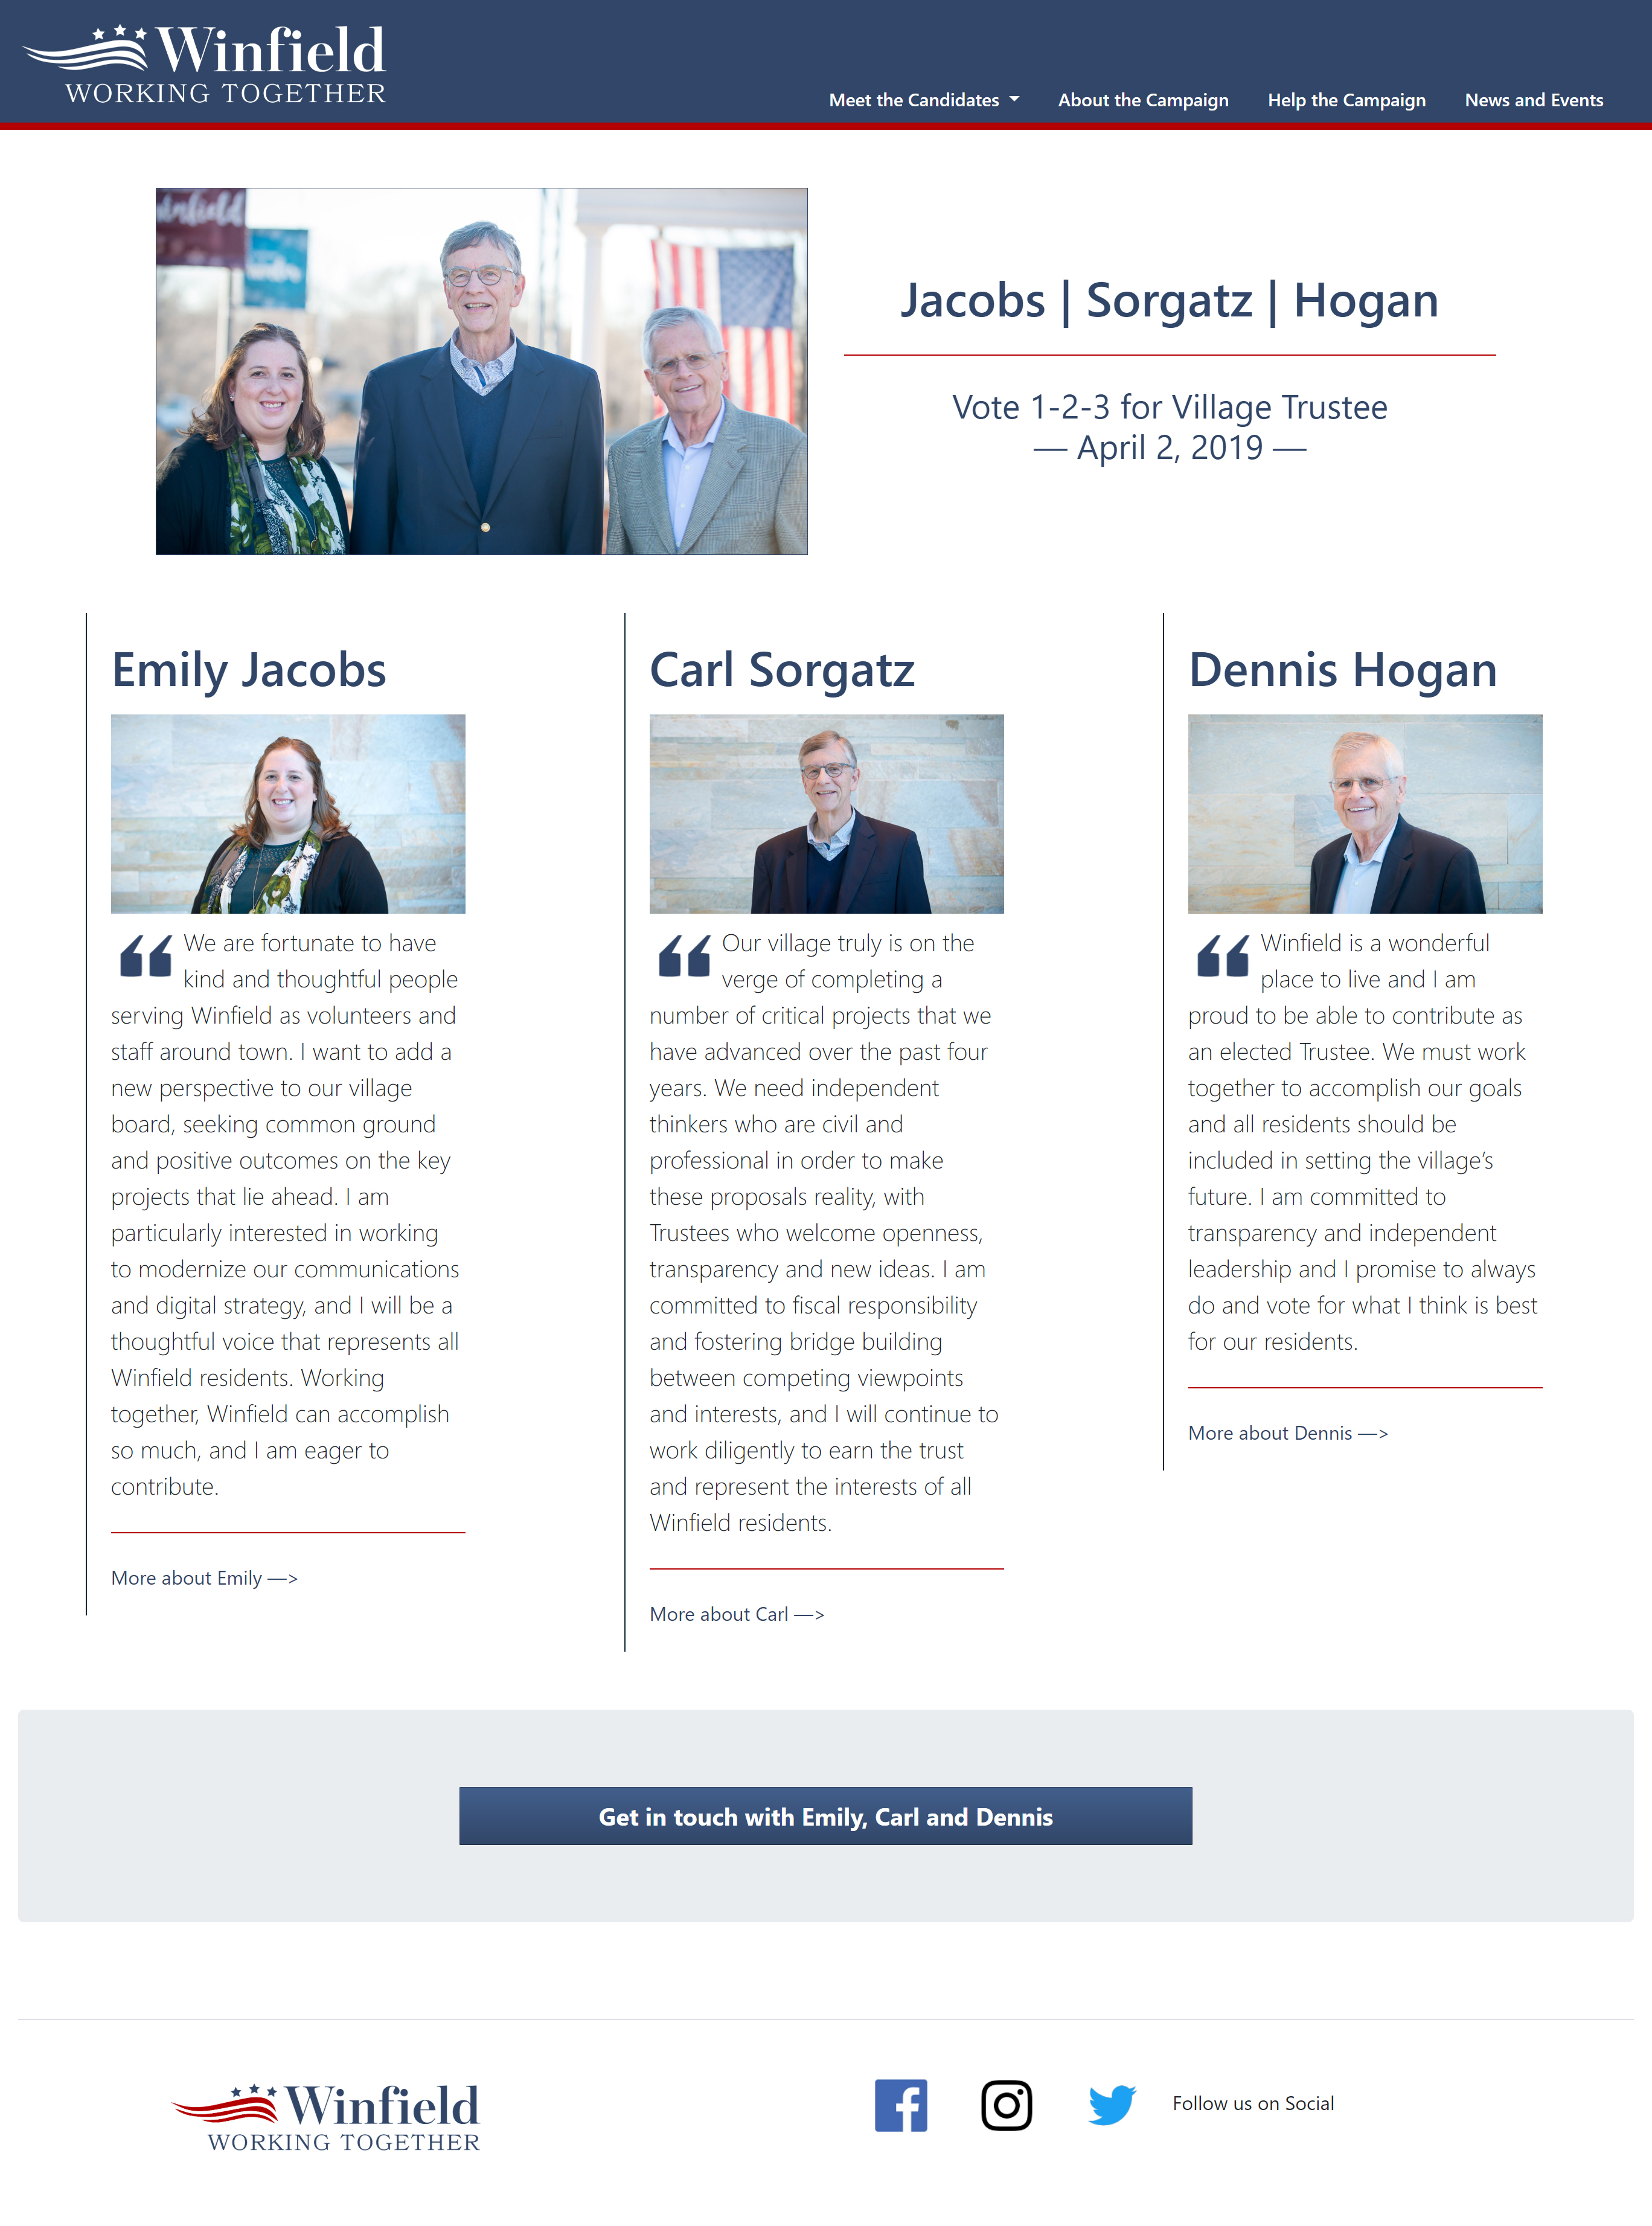 Winfield
WORKING TOGETHER
Meet the Candidates
About the Campaign
Help the Campaign
News and Events
Winfield
Jacobs | Sorgatz | Hogan
Vote 1-2-3 for Village Trustee
— April 2, 2019 —
Emily Jacobs
“ We are fortunate to have
kind and thoughtful people
serving Winfield as volunteers and
staff around town. I want to add a
new perspective to our village
board, seeking common ground
and positive outcomes on the key
projects that lie ahead. I am
particularly interested in working
to modernize our communications
and digital strategy, and I will be a
thoughtful voice that represents all
Winfield residents. Working
together, Winfield can accomplish
so much, and I am eager to
contribute.
More about Emily —>
Carl Sorgatz
“ Our village truly is on the
verge of completing a
number of critical projects that we
have advanced over the past four
years. We need independent
thinkers who are civil and
professional in order to make
these proposals reality, with
Trustees who welcome openness,
transparency and new ideas. I am
committed to fiscal responsibility
and fostering bridge building
between competing viewpoints
and interests, and I will continue to
work diligently to earn the trust
and represent the interests of all
Winfield residents.
More about Carl —>
Dennis Hogan
“ Winfield is a wonderful
place to live and I am
proud to be able to contribute as
an elected Trustee. We must work
together to accomplish our goals
and all residents should be
included in setting the village’s
future. I am committed to
transparency and independent
leadership and I promise to always
do and vote for what I think is best
for our residents.
More about Dennis —>
Get in touch with Emily, Carl and Dennis
Winfield
WORKING TOGETHER
Follow us on Social